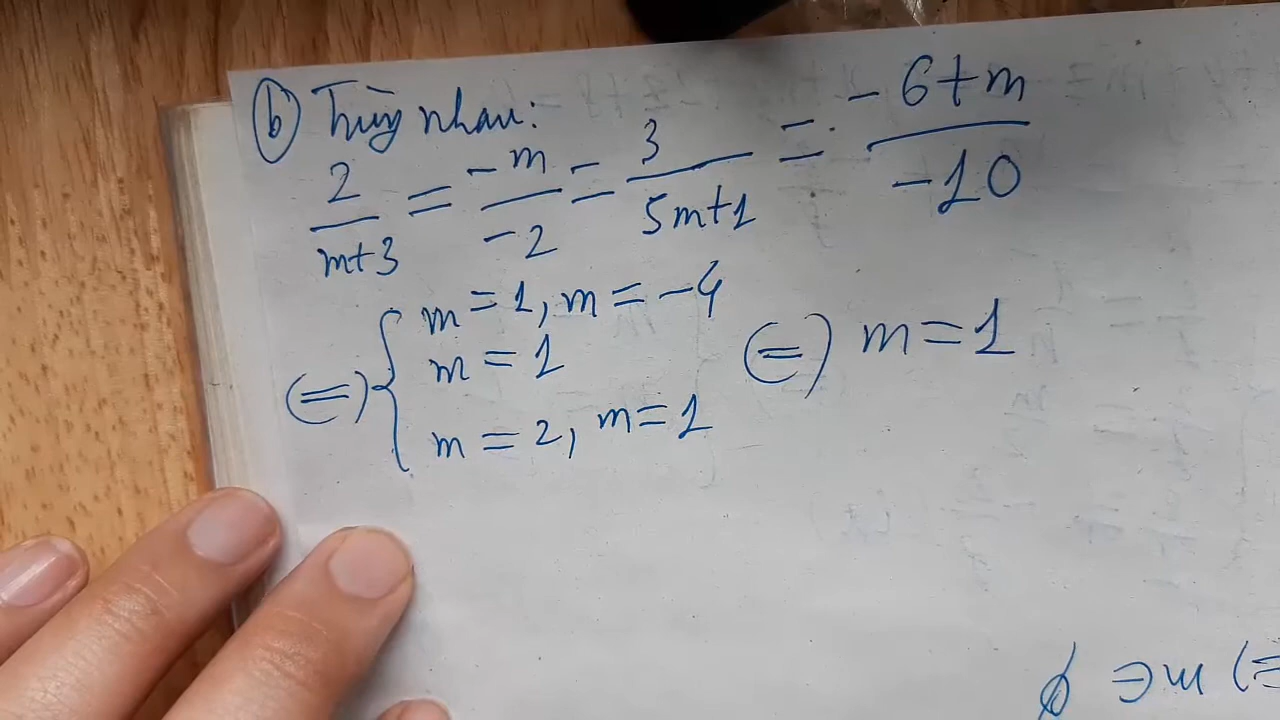 b Trùng nhau:
2/(m+3) = -m/-2 = 3/(5m+1) = (-6+m)/-10
(=) { m = 1, m = -4
m = 1
m = 2, m = 1
(=) m = 1
=) m ∈ ∅